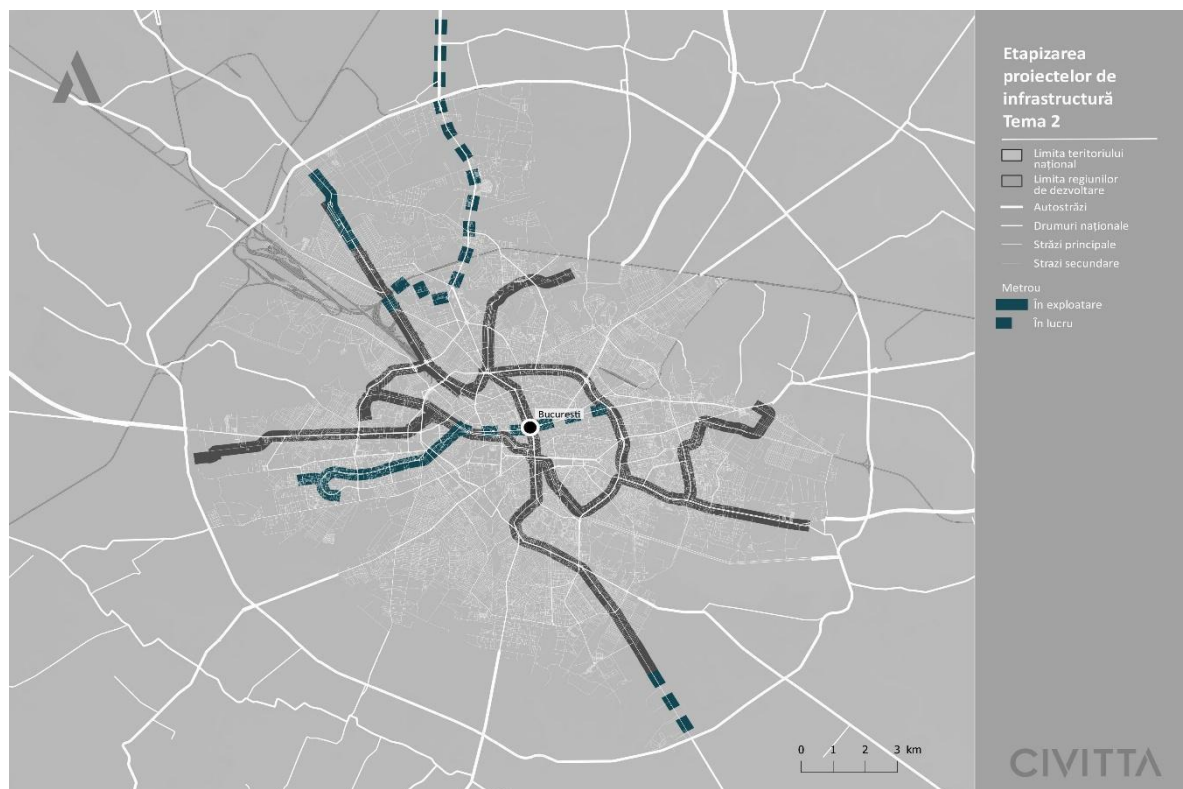 Etapizarea
proiectelor de
infrastructură
Tema 2
Limita teritoriului
național
Limita regiunilor
de dezvoltare
Autostrăzi
Drumuri naționale
Străzi principale
Strazi secundare
Metrou
În exploatare
În lucru
București
0 1 2 3 km
CIVITTA